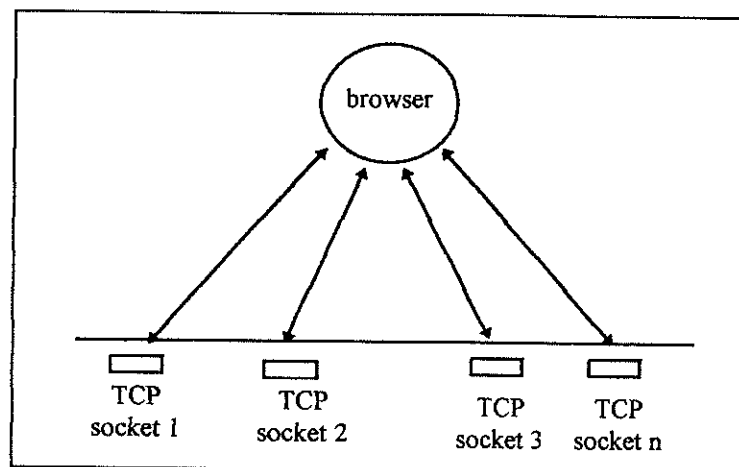 browser
TCP
socket 1
TCP
socket 2
TCP
socket 3
TCP
socket n